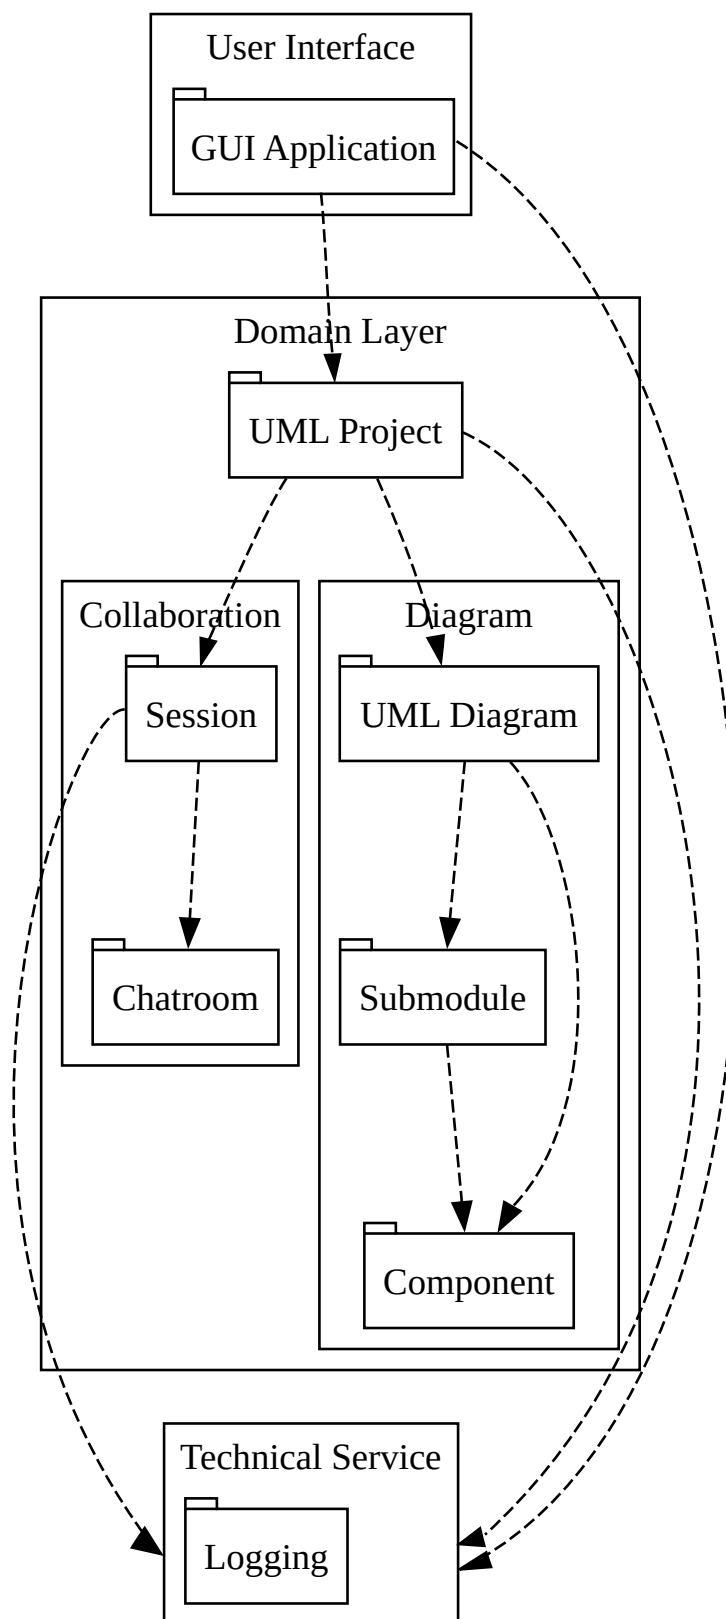 User Interface
GUI Application
Domain Layer
UML Project
Collaboration
Diagram
Session
UML Diagram
Chatroom
Submodule
Component
Technical Service
Logging